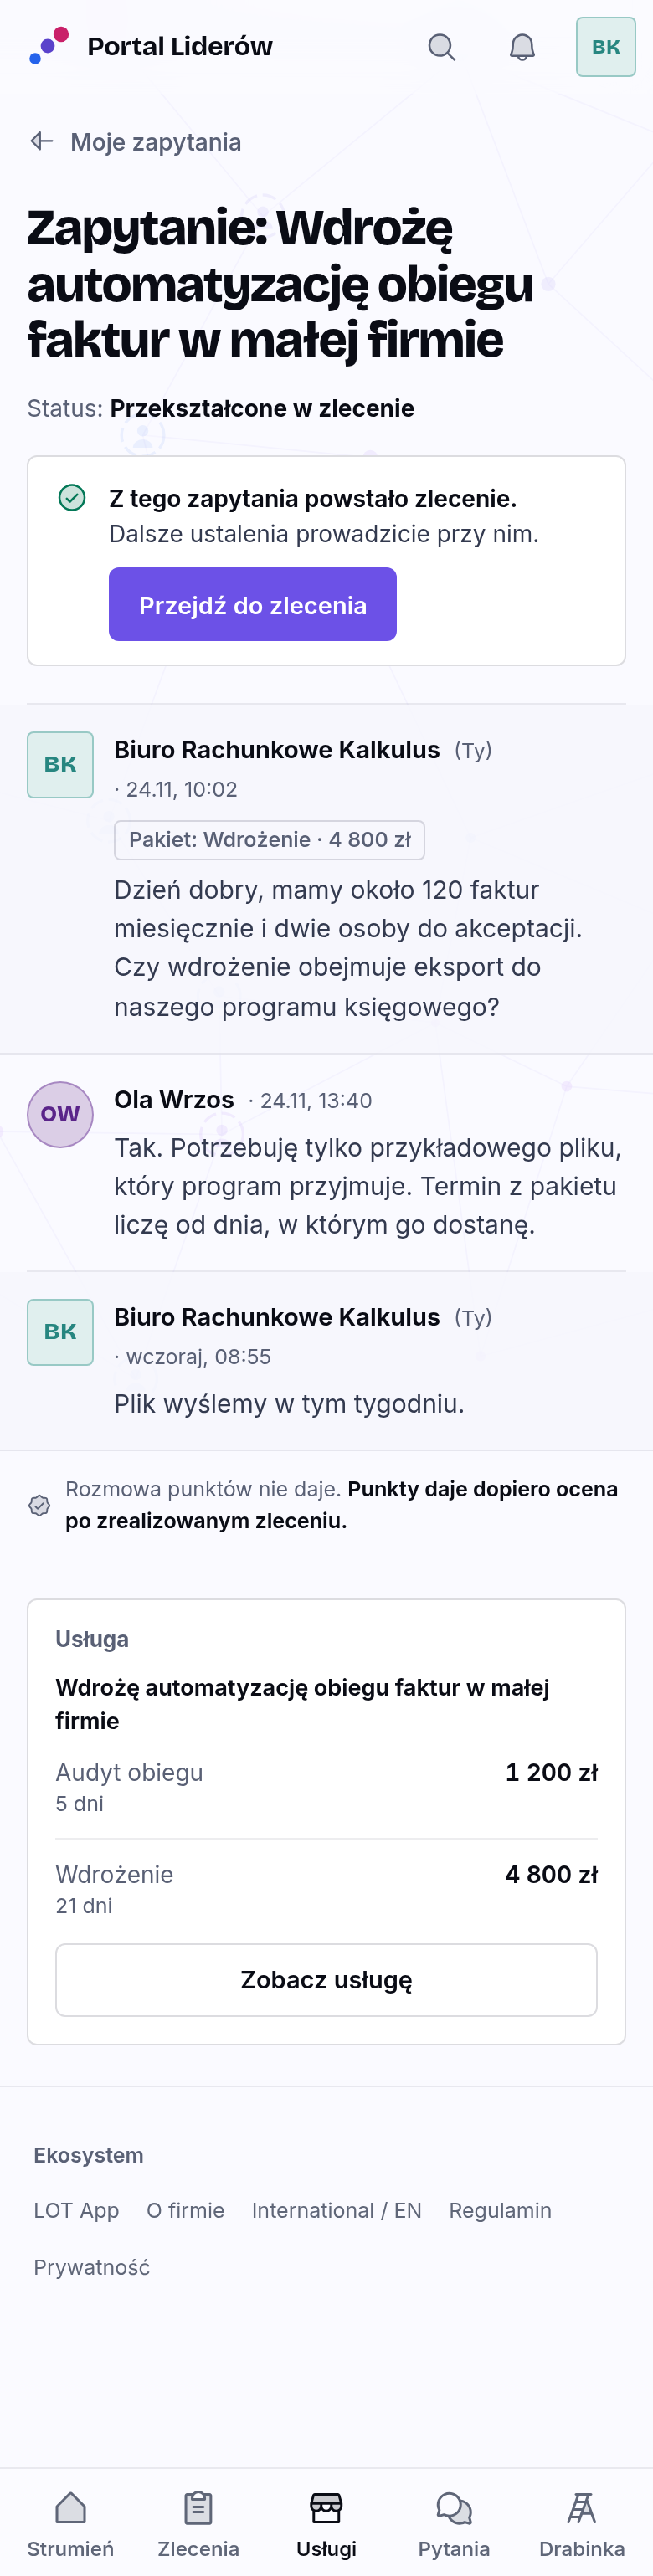 Portal Liderów
BK
Moje zapytania
Zapytanie: Wdrożę
automatyzację obiegu
faktur w małej firmie
Status: Przekształcone w zlecenie
Z tego zapytania powstało zlecenie.
Dalsze ustalenia prowadzicie przy nim.
Przejdź do zlecenia
BK
Biuro Rachunkowe Kalkulus (Ty)
· 24.11, 10:02
Pakiet: Wdrożenie · 4 800 zł
Dzień dobry, mamy około 120 faktur
miesięcznie i dwie osoby do akceptacji.
Czy wdrożenie obejmuje eksport do
naszego programu księgowego?
OW
Ola Wrzos · 24.11, 13:40
Tak. Potrzebuję tylko przykładowego pliku,
który program przyjmuje. Termin z pakietu
liczę od dnia, w którym go dostanę.
BK
Biuro Rachunkowe Kalkulus (Ty)
· wczoraj, 08:55
Plik wyślemy w tym tygodniu.
Rozmowa punktów nie daje. Punkty daje dopiero ocena
po zrealizowanym zleceniu.
Usługa
Wdrożę automatyzację obiegu faktur w małej
firmie
Audyt obiegu 1 200 zł
5 dni
Wdrożenie 4 800 zł
21 dni
Zobacz usługę
Ekosystem
LOT App O firmie International / EN Regulamin
Prywatność
Strumień Zlecenia Usługi Pytania Drabinka